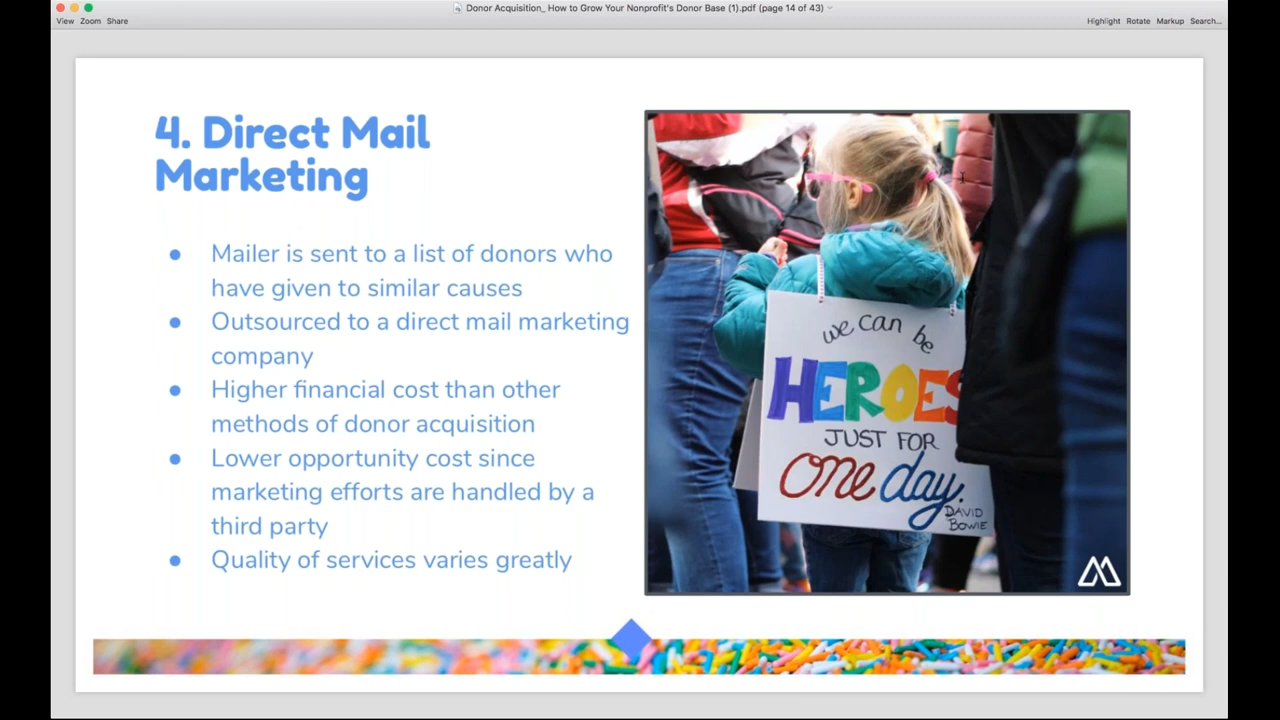 Donor Acquisition_ How to Grow Your Nonprofit's Donor Base (1).pdf (page 14 of 43)
View Zoom Share
Highlight Rotate Markup Search...
4. Direct Mail
Marketing
● Mailer is sent to a list of donors who
have given to similar causes
● Outsourced to a direct mail marketing
company
● Higher financial cost than other
methods of donor acquisition
● Lower opportunity cost since
marketing efforts are handled by a
third party
● Quality of services varies greatly
we can be
HEROES
JUST FOR
one day.
DAVID
BOWIE